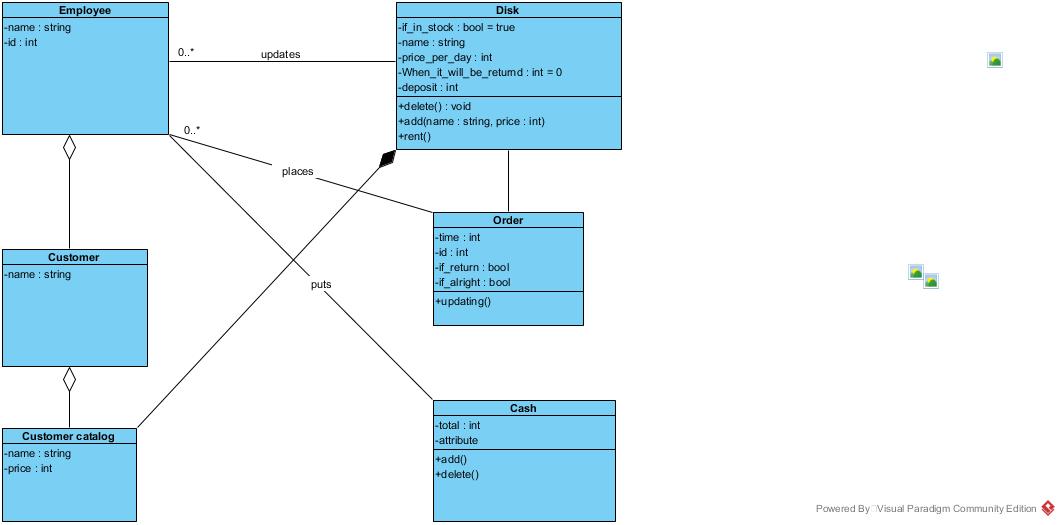 Employee
-name : string
-id : int
Disk
-if_in_stock : bool = true
-name : string
-price_per_day : int
-When_it_will_be_returnd : int = 0
-deposit : int
+delete() : void
+add(name : string, price : int)
+rent()
0..*
updates
0..*
places
Order
-time : int
-id : int
-if_return : bool
-if_alright : bool
+updating()
Customer
-name : string
puts
Customer catalog
-name : string
-price : int
Cash
-total : int
-attribute
+add()
+delete()
Powered By Visual Paradigm Community Edition